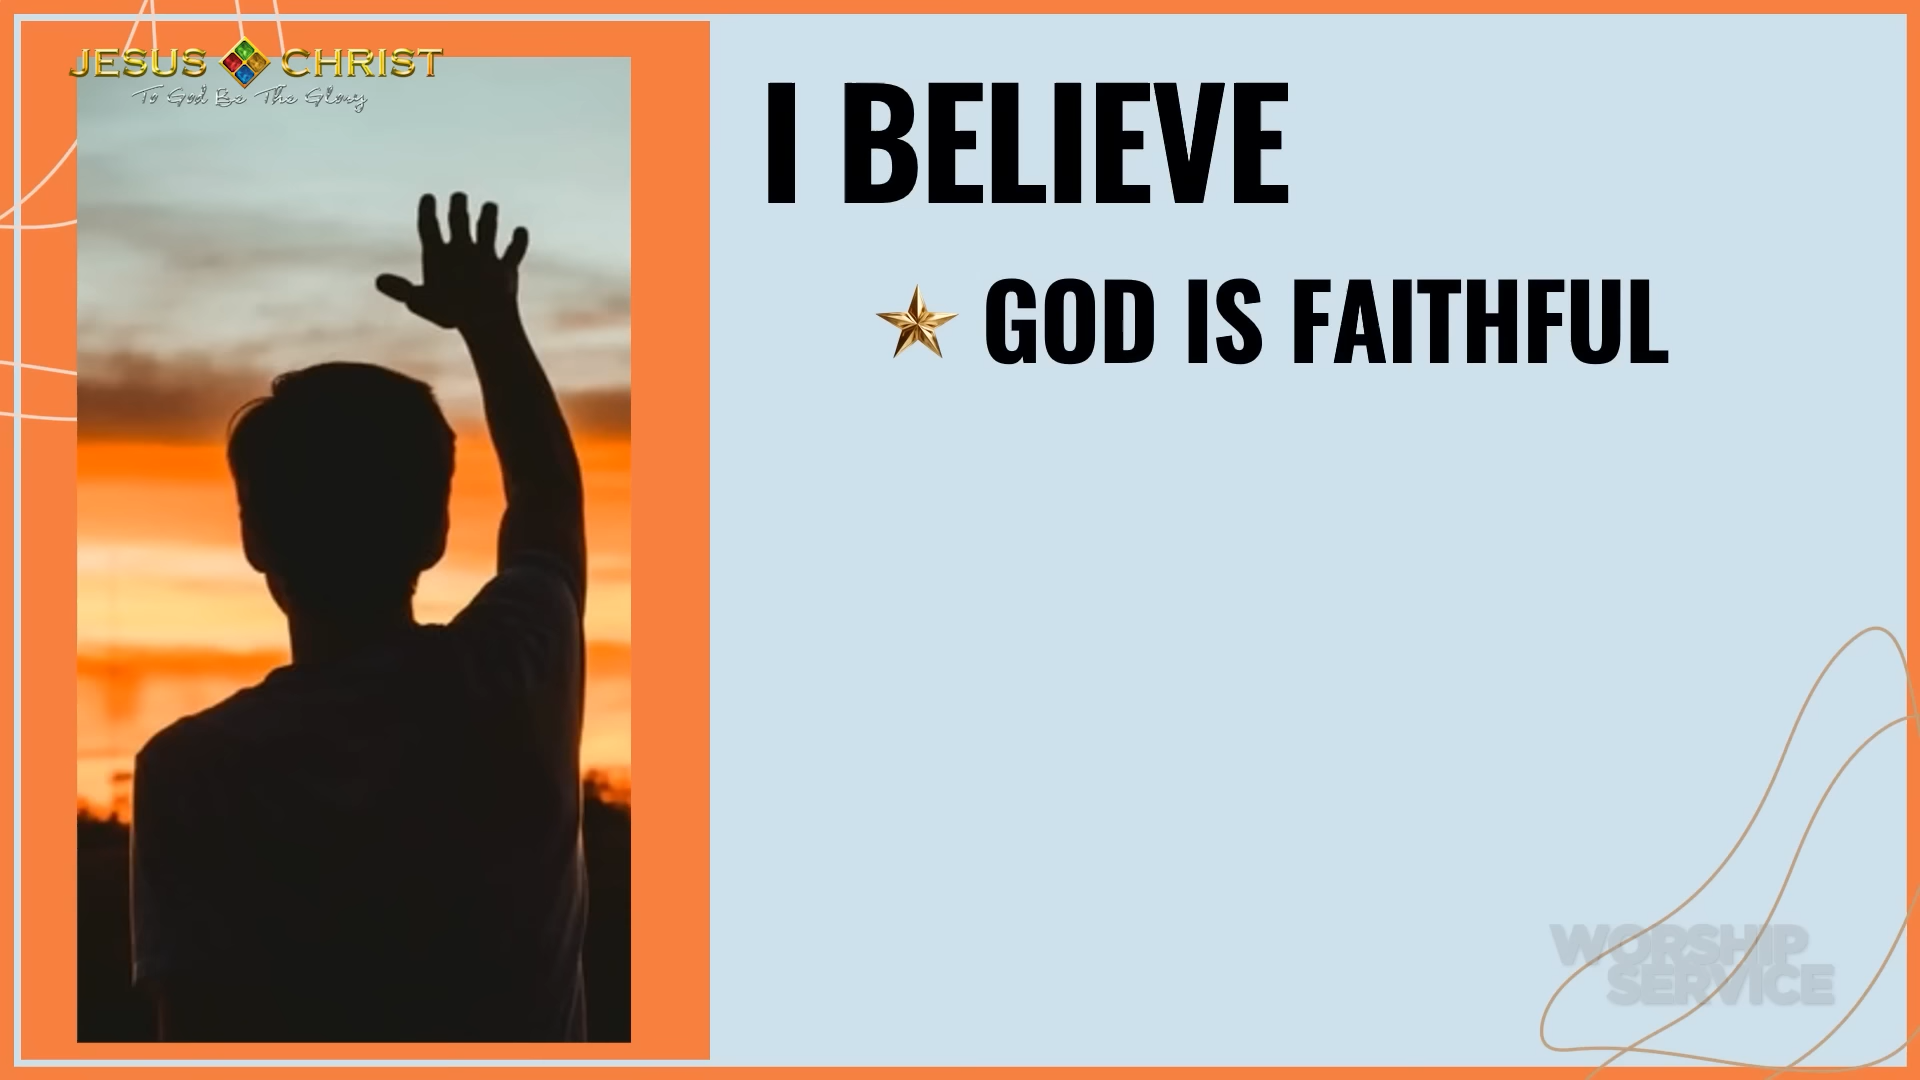 JESUS CHRIST
To God Be The Glory
I BELIEVE
GOD IS FAITHFUL
WORSHIP
SERVICE